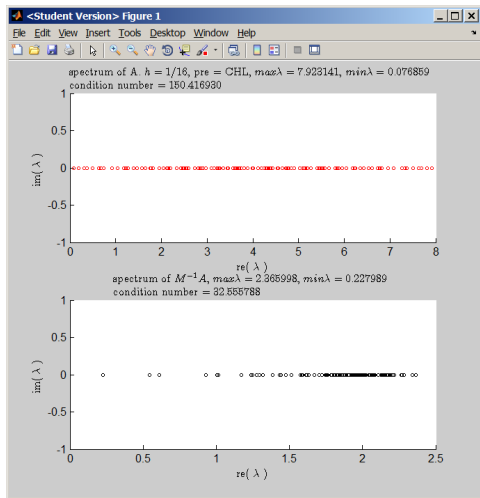 <Student Version> Figure 1
File Edit View Insert Tools Desktop Window Help
spectrum of A. h = 1/16, pre = CHL, maxλ = 7.923141, minλ = 0.076859
condition number = 150.416930
1
0.5
0
-0.5
-1
im( λ )
0 1 2 3 4 5 6 7 8
re( λ )
spectrum of M⁻¹A, maxλ = 2.365998, minλ = 0.227989
condition number = 32.555788
1
0.5
0
-0.5
-1
im( λ )
0 0.5 1 1.5 2 2.5
re( λ )